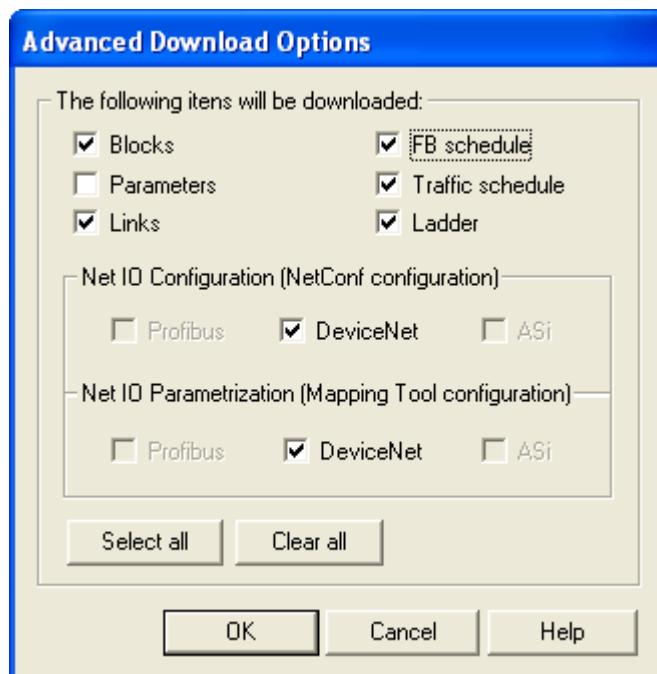 Advanced Download Options
The following itens will be downloaded:
Blocks FB schedule
Parameters Traffic schedule
Links Ladder
Net IO Configuration (NetConf configuration)
Profibus DeviceNet ASi
Net IO Parametrization (Mapping Tool configuration)
Profibus DeviceNet ASi
Select all Clear all
OK Cancel Help